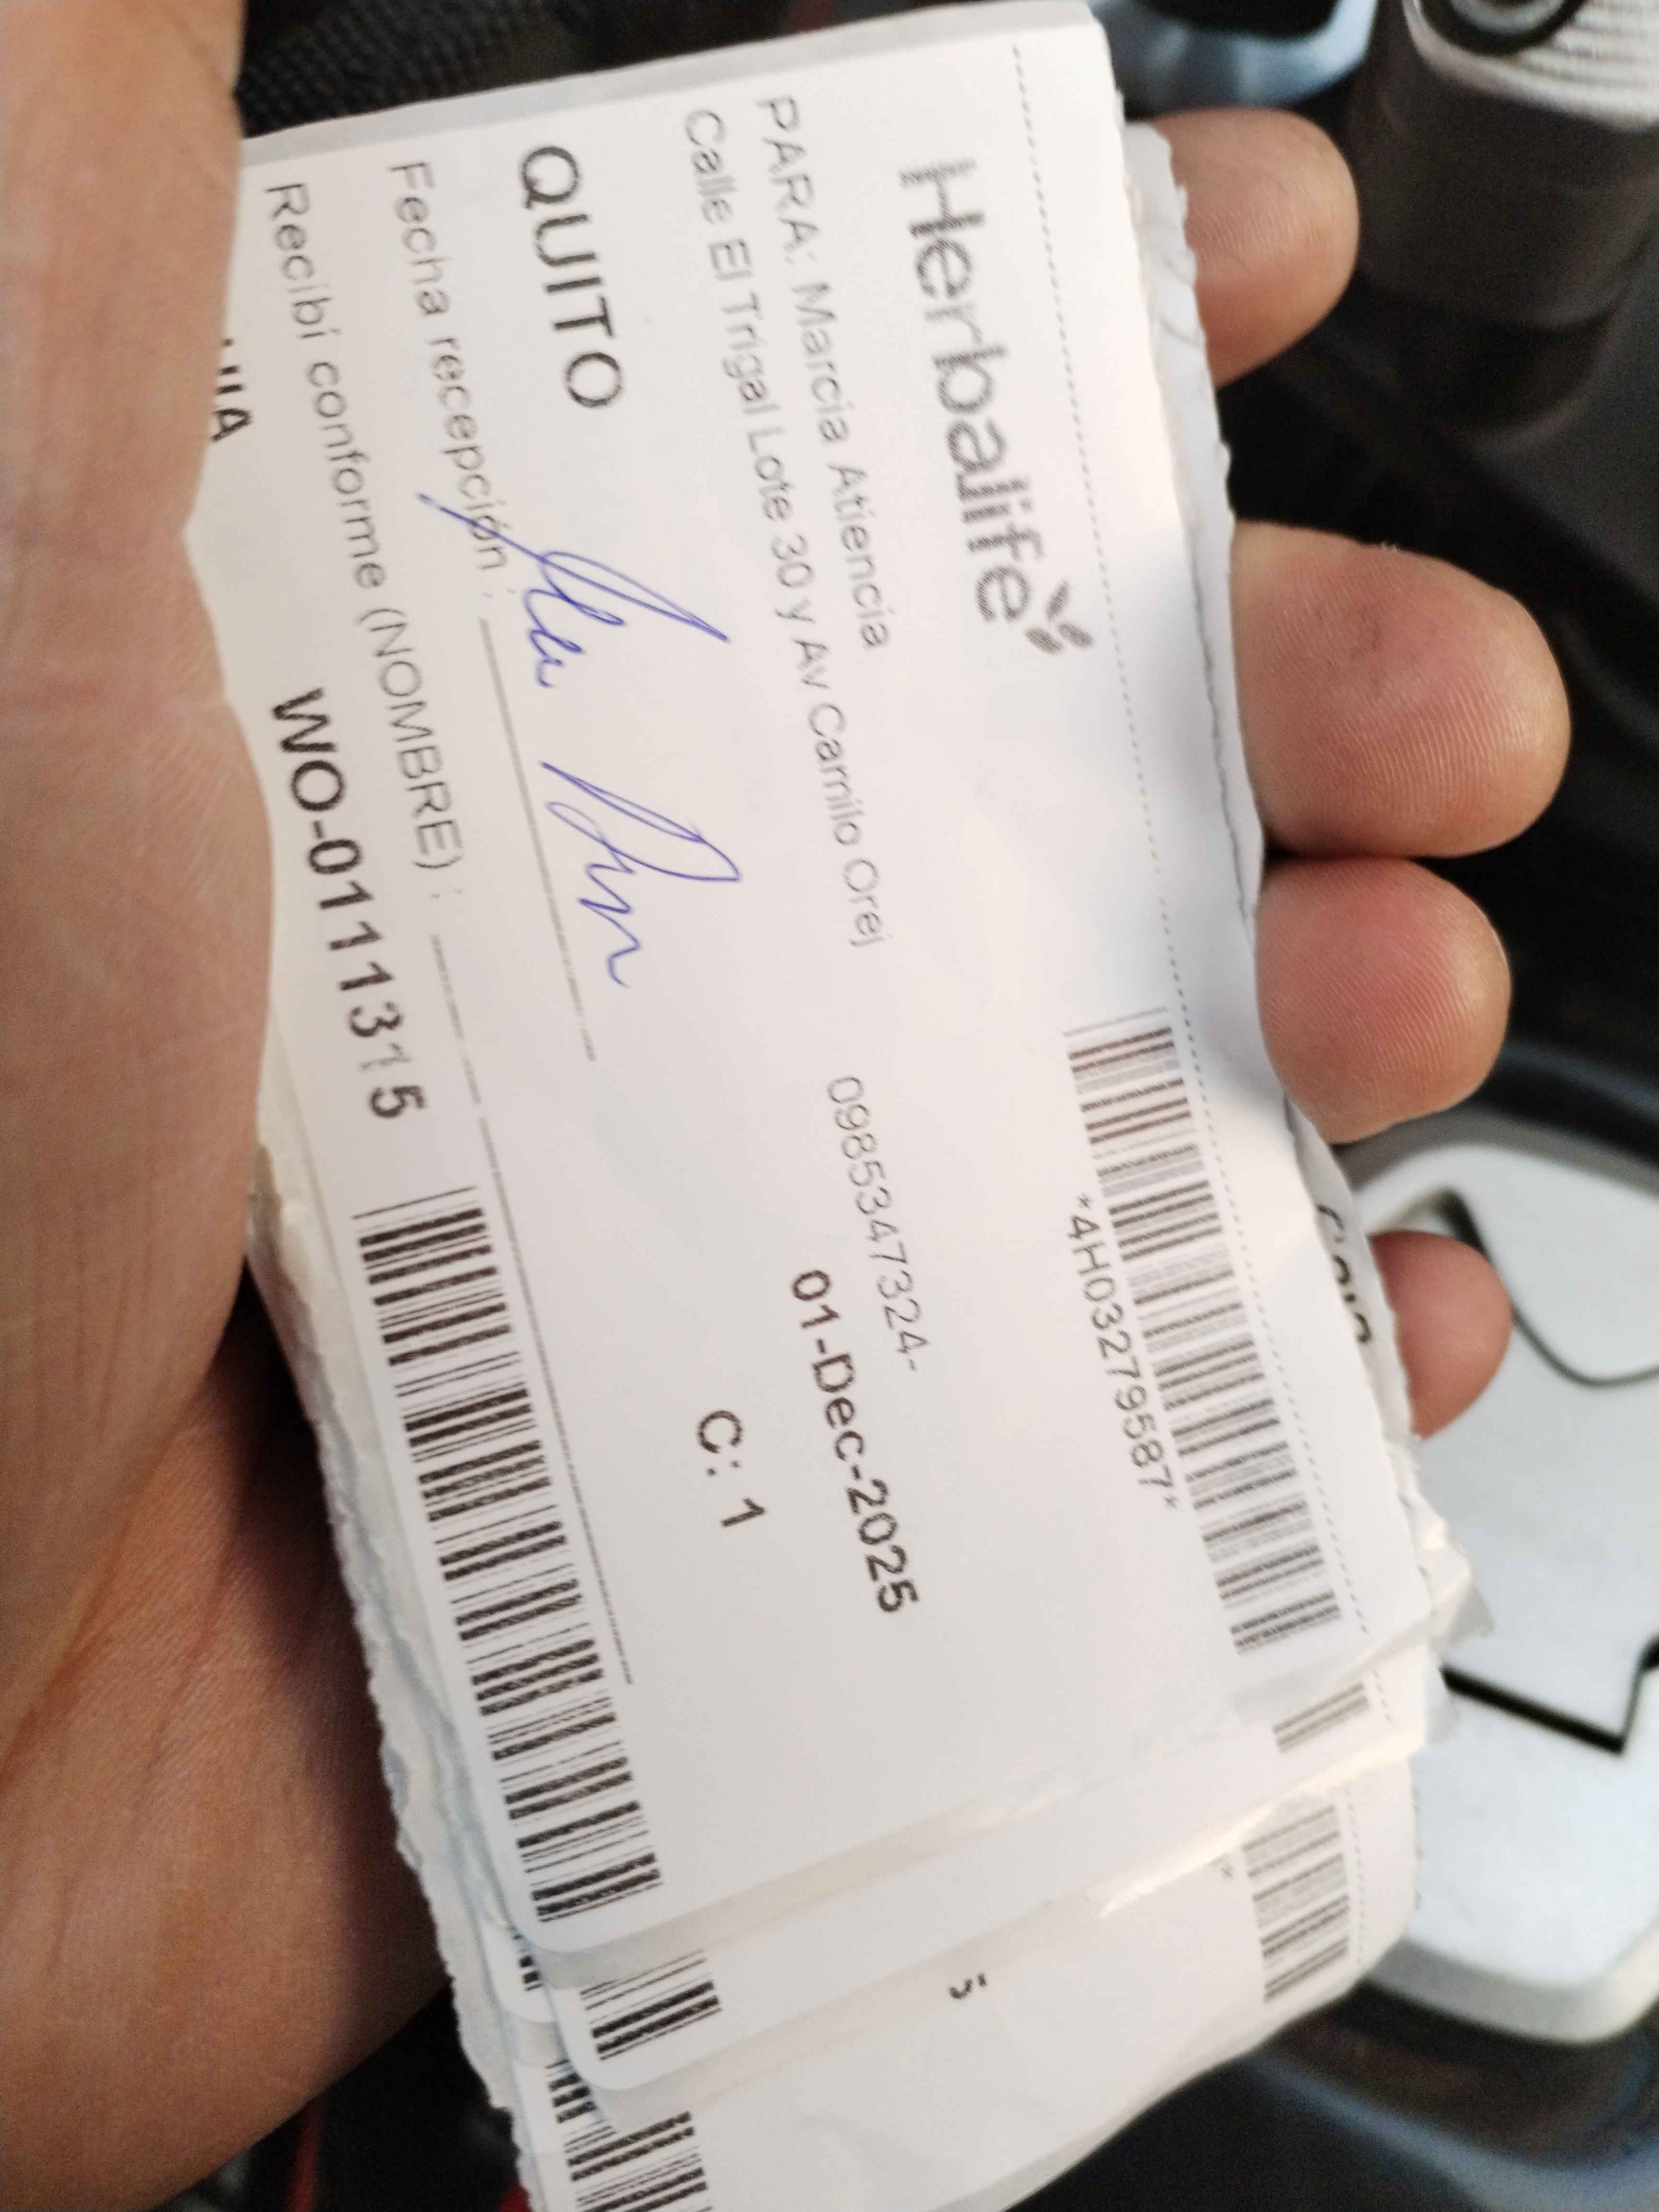 Herbalife
*4H03279587*
PARA: Marcia Atiencia
0985347324-
Calle El Trigal Lote 30 y Av Camilo Orej
01-Dec-2025
QUITO
C: 1
Fecha recepción :
Recibí conforme (NOMBRE) :
WO-0111315